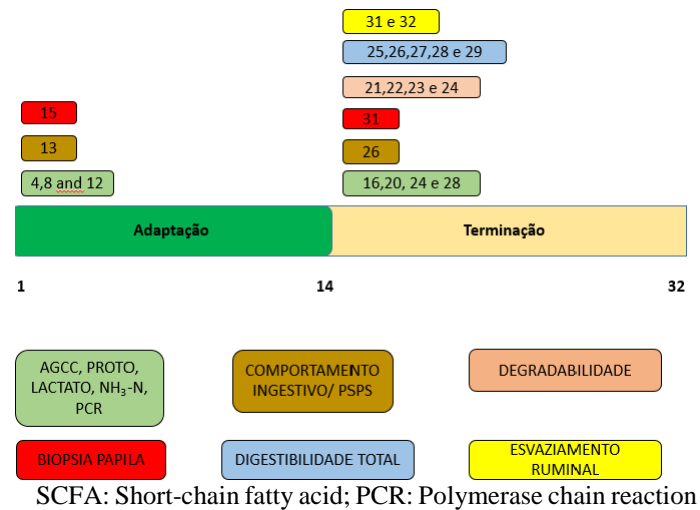 31 e 32
25,26,27,28 e 29
21,22,23 e 24
15
31
13
26
4,8 and 12
16,20, 24 e 28
Adaptação
Terminação
1
14
32
AGCC, PROTO,
LACTATO, NH₃-N,
PCR
COMPORTAMENTO
INGESTIVO/ PSPS
DEGRADABILIDADE
BIOPSIA PAPILA
DIGESTIBILIDADE TOTAL
ESVAZIAMENTO
RUMINAL
SCFA: Short-chain fatty acid; PCR: Polymerase chain reaction